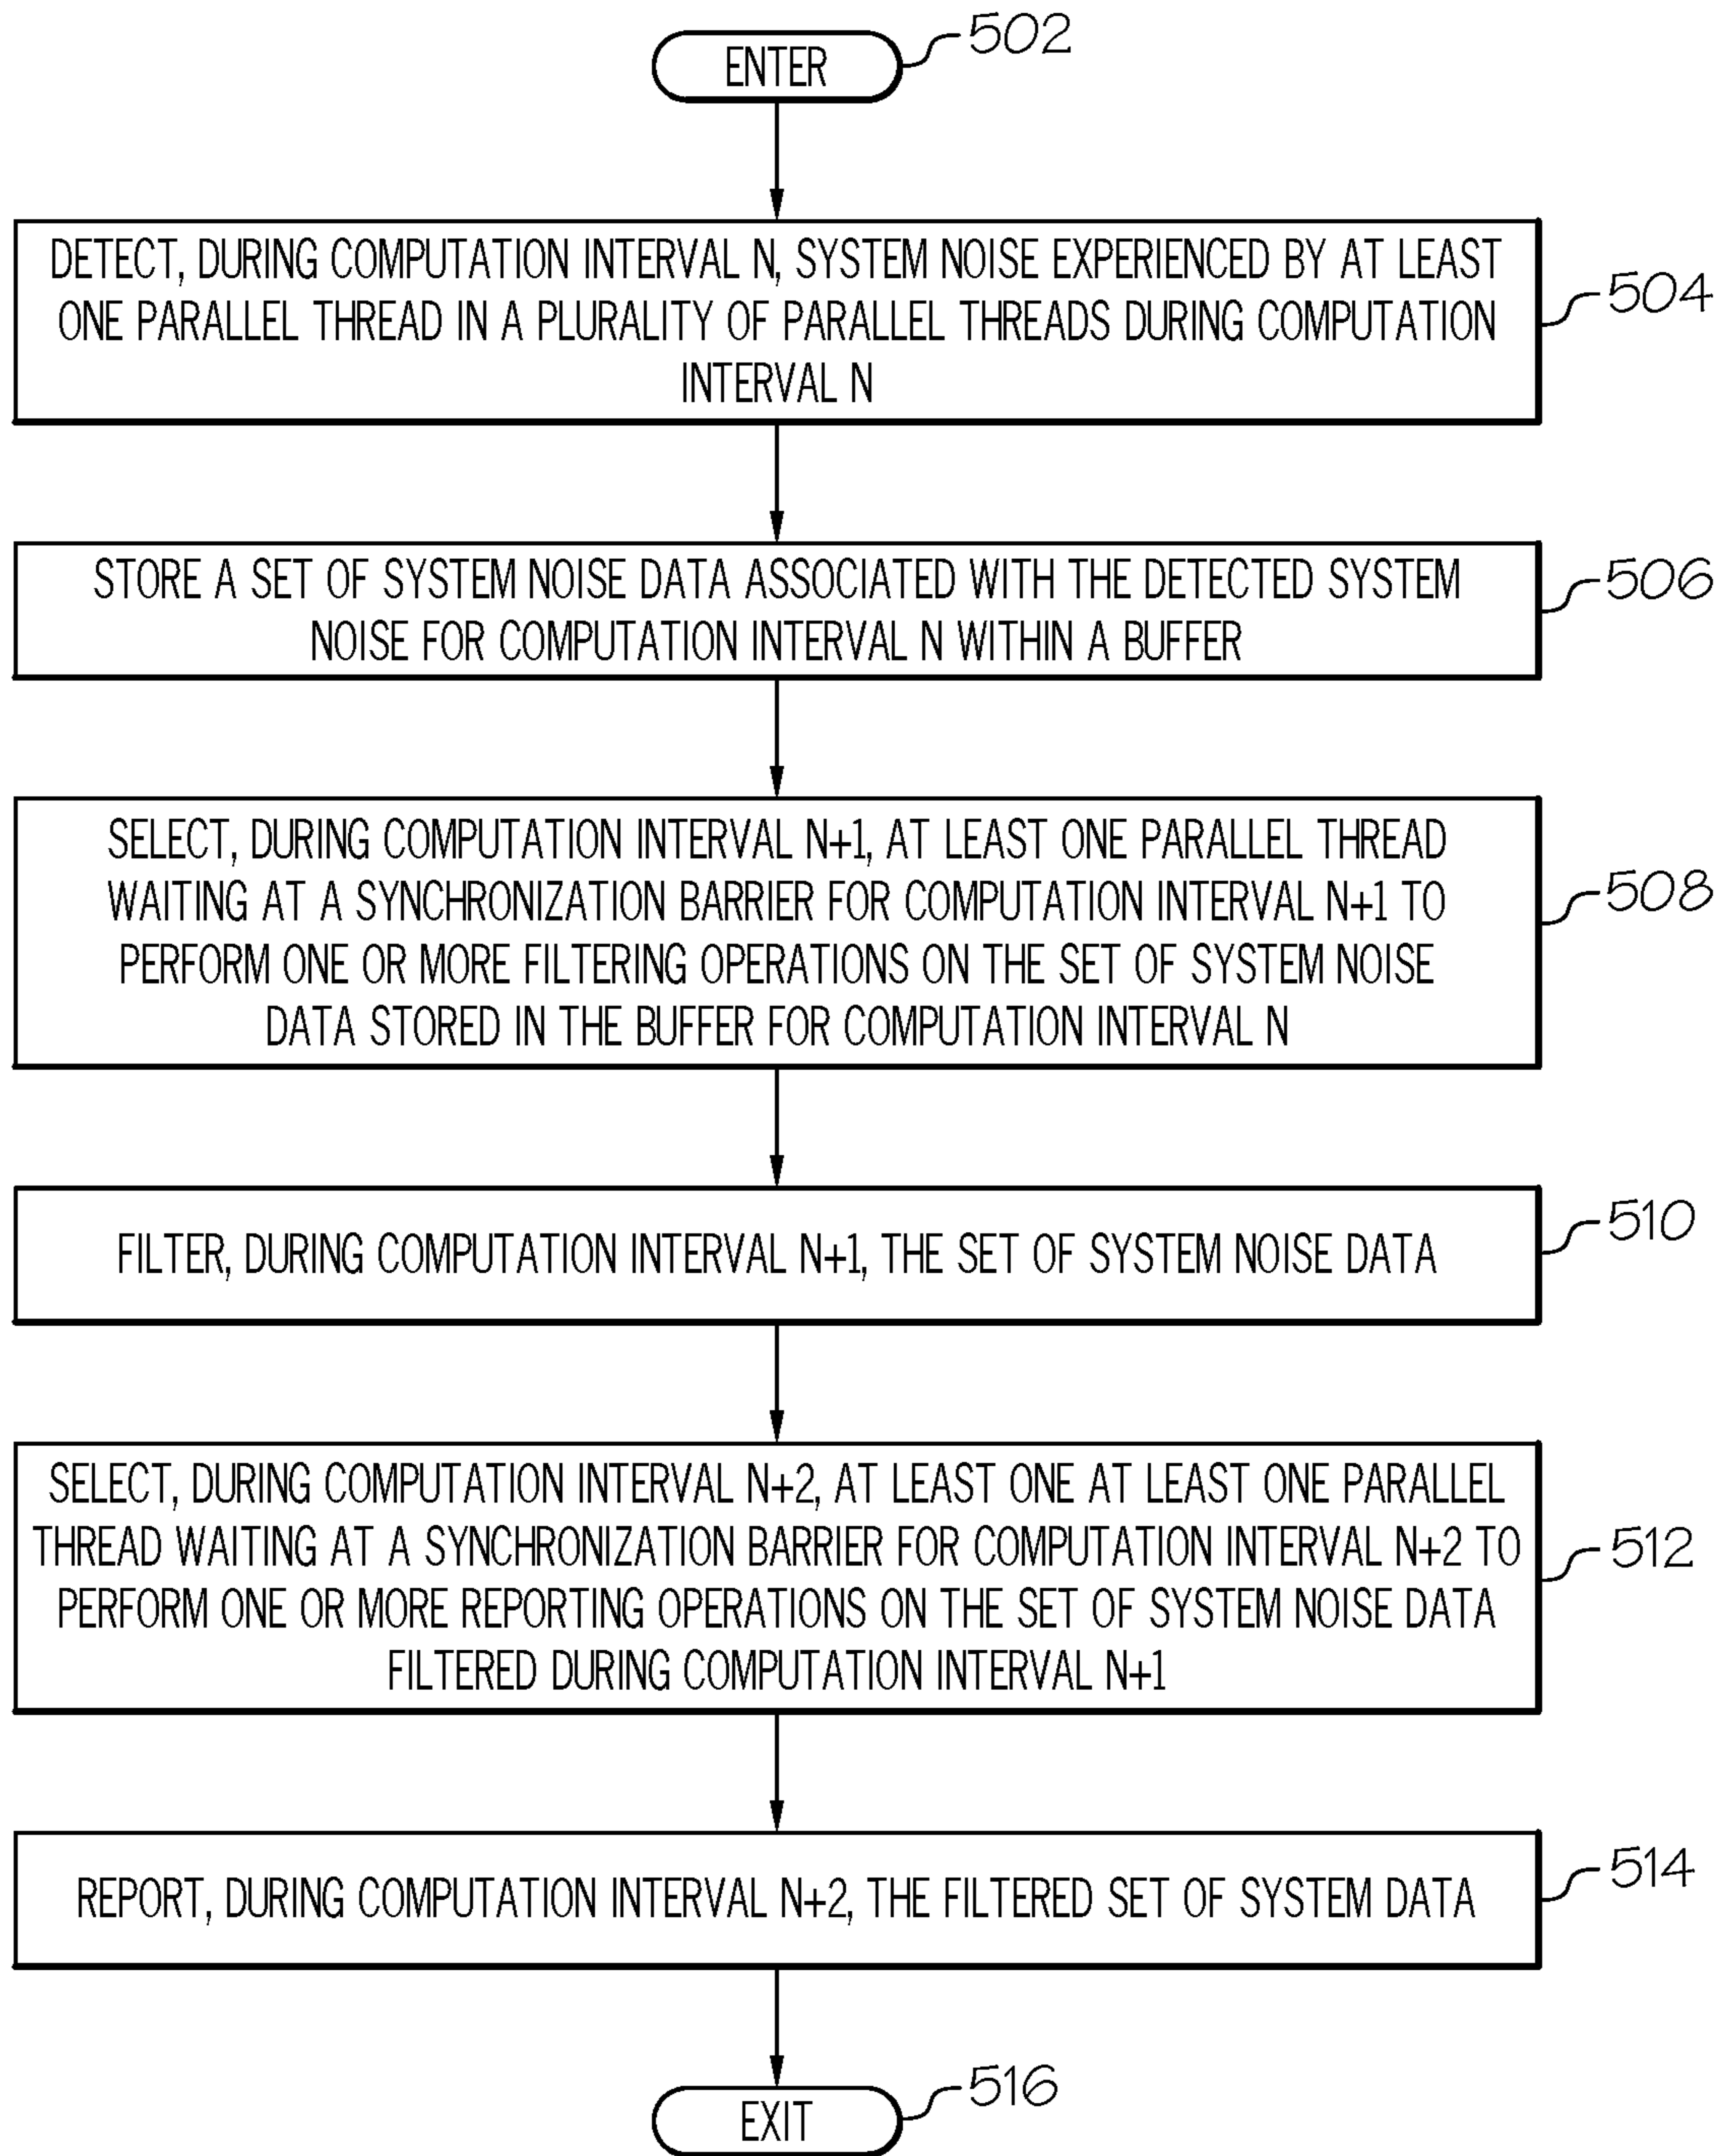 ENTER
502
DETECT, DURING COMPUTATION INTERVAL N, SYSTEM NOISE EXPERIENCED BY AT LEAST
ONE PARALLEL THREAD IN A PLURALITY OF PARALLEL THREADS DURING COMPUTATION
INTERVAL N
504
STORE A SET OF SYSTEM NOISE DATA ASSOCIATED WITH THE DETECTED SYSTEM
NOISE FOR COMPUTATION INTERVAL N WITHIN A BUFFER
506
SELECT, DURING COMPUTATION INTERVAL N+1, AT LEAST ONE PARALLEL THREAD
WAITING AT A SYNCHRONIZATION BARRIER FOR COMPUTATION INTERVAL N+1 TO
PERFORM ONE OR MORE FILTERING OPERATIONS ON THE SET OF SYSTEM NOISE
DATA STORED IN THE BUFFER FOR COMPUTATION INTERVAL N
508
FILTER, DURING COMPUTATION INTERVAL N+1, THE SET OF SYSTEM NOISE DATA
510
SELECT, DURING COMPUTATION INTERVAL N+2, AT LEAST ONE AT LEAST ONE PARALLEL
THREAD WAITING AT A SYNCHRONIZATION BARRIER FOR COMPUTATION INTERVAL N+2 TO
PERFORM ONE OR MORE REPORTING OPERATIONS ON THE SET OF SYSTEM NOISE DATA
FILTERED DURING COMPUTATION INTERVAL N+1
512
REPORT, DURING COMPUTATION INTERVAL N+2, THE FILTERED SET OF SYSTEM DATA
514
EXIT
516